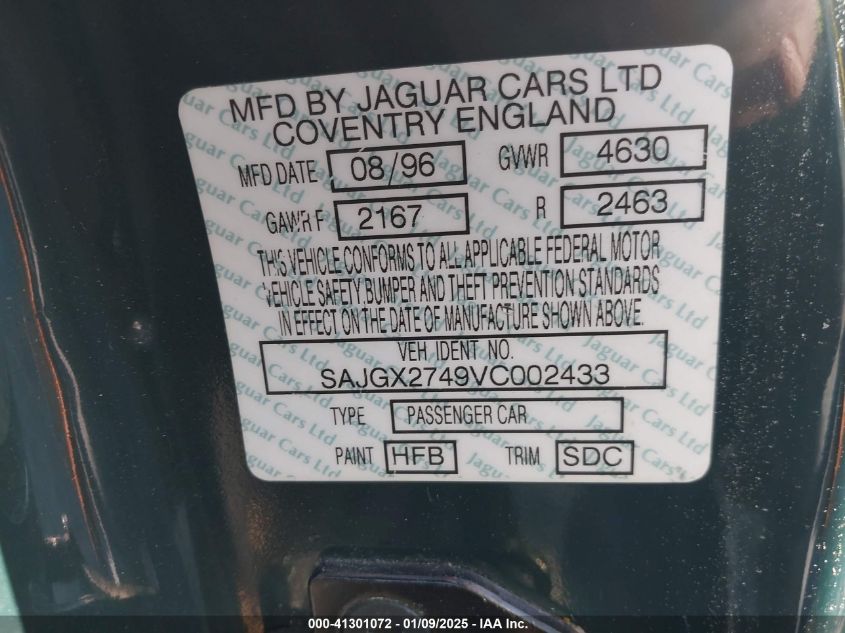 MFD BY JAGUAR CARS LTD
COVENTRY ENGLAND
MFD DATE 08/96 GVWR 4630
GAWR F 2167 R 2463
THIS VEHICLE CONFORMS TO ALL APPLICABLE FEDERAL MOTOR
VEHICLE SAFETY, BUMPER AND THEFT PREVENTION STANDARDS
IN EFFECT ON THE DATE OF MANUFACTURE SHOWN ABOVE.
VEH. IDENT. NO.
SAJGX2749VC002433
TYPE PASSENGER CAR
PAINT HFB TRIM SDC
000-41301072 - 01/09/2025 - IAA Inc.